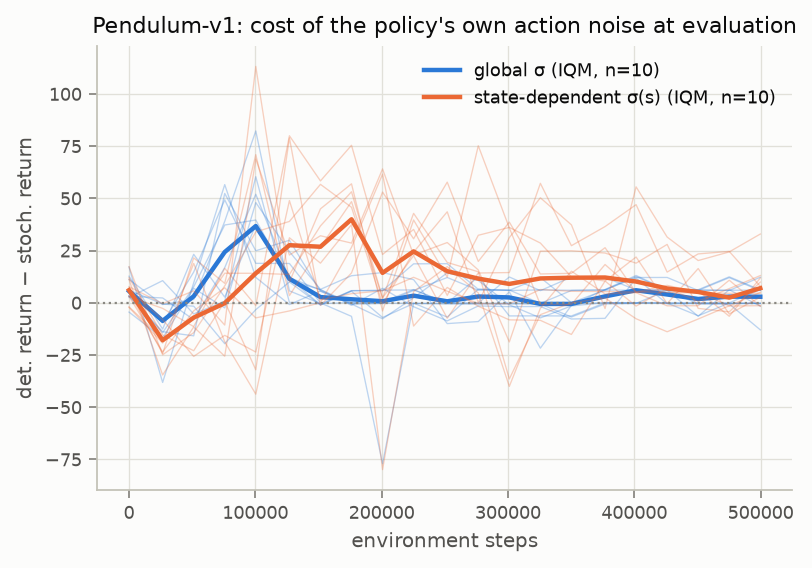 Pendulum-v1: cost of the policy's own action noise at evaluation
global σ (IQM, n=10)
state-dependent σ(s) (IQM, n=10)
det. return − stoch. return
100
75
50
25
0
−25
−50
−75
0
100000
200000
300000
400000
500000
environment steps